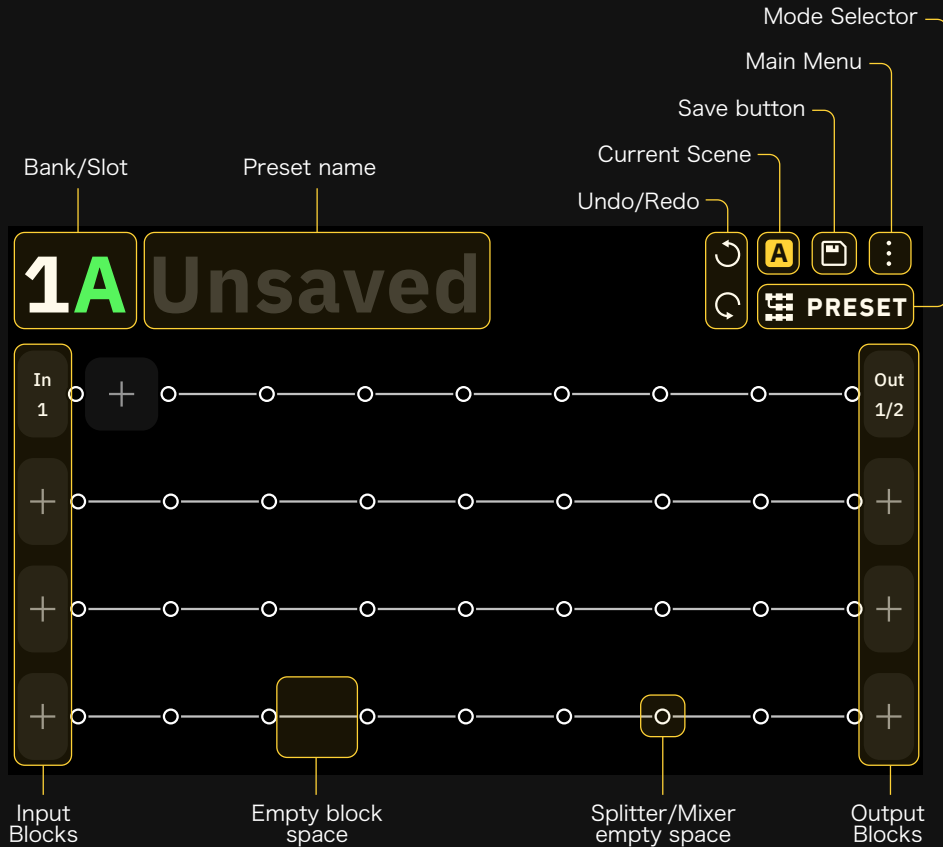 Mode Selector
Main Menu
Save button
Current Scene
Bank/Slot
Preset name
Undo/Redo
1A
Unsaved
A
PRESET
In
1
Out
1/2
Input
Blocks
Empty block
space
Splitter/Mixer
empty space
Output
Blocks